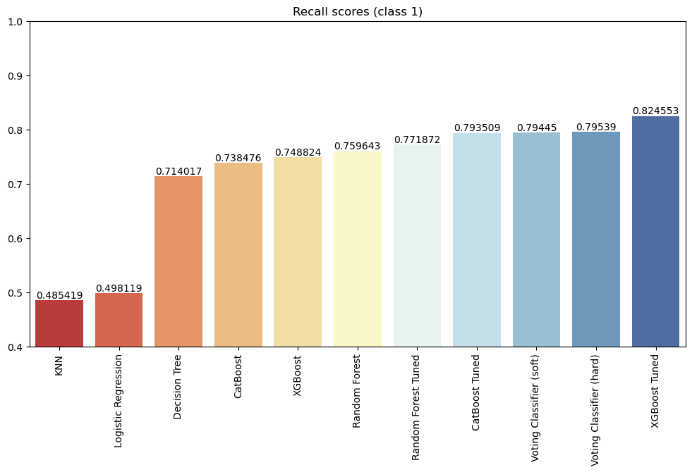 Recall scores (class 1)
1.0
0.9
0.8
0.7
0.6
0.5
0.4
0.485419
0.498119
0.714017
0.738476
0.748824
0.759643
0.771872
0.793509
0.79445
0.79539
0.824553
KNN
Logistic Regression
Decision Tree
CatBoost
XGBoost
Random Forest
Random Forest Tuned
CatBoost Tuned
Voting Classifier (soft)
Voting Classifier (hard)
XGBoost Tuned